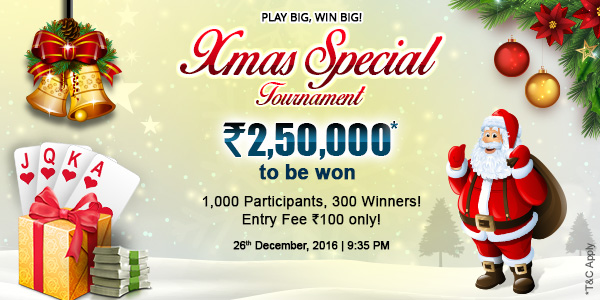 PLAY BIG, WIN BIG!
Xmas Special
Tournament
₹2,50,000*
to be won
1,000 Participants, 300 Winners!
Entry Fee ₹100 only!
26th December, 2016 | 9:35 PM
J Q K A
*T&C Apply